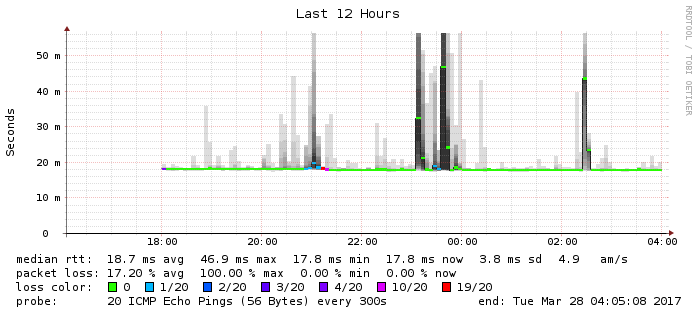 Last 12 Hours
RRDTOOL / TOBI OETIKER
Seconds
50 m
40 m
30 m
20 m
10 m
0
18:00 20:00 22:00 00:00 02:00 04:00
median rtt: 18.7 ms avg 46.9 ms max 17.8 ms min 17.8 ms now 3.8 ms sd 4.9 am/s
packet loss: 17.20 % avg 100.00 % max 0.00 % min 0.00 % now
loss color: 0 1/20 2/20 3/20 4/20 10/20 19/20
probe: 20 ICMP Echo Pings (56 Bytes) every 300s end: Tue Mar 28 04:05:08 2017